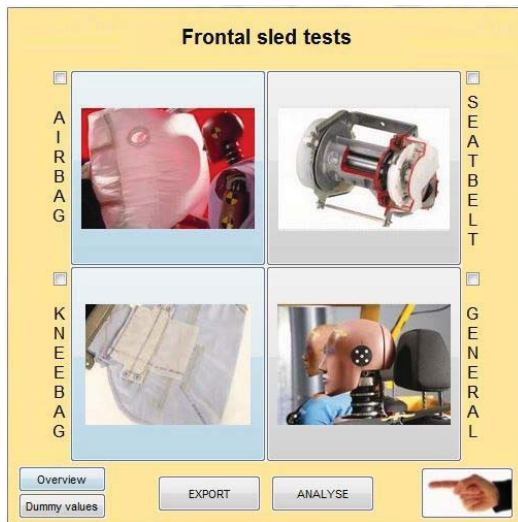 Frontal sled tests
AIRBAG
SEATBELT
KNEEBAG
GENERAL
Overview
Dummy values
EXPORT
ANALYSE